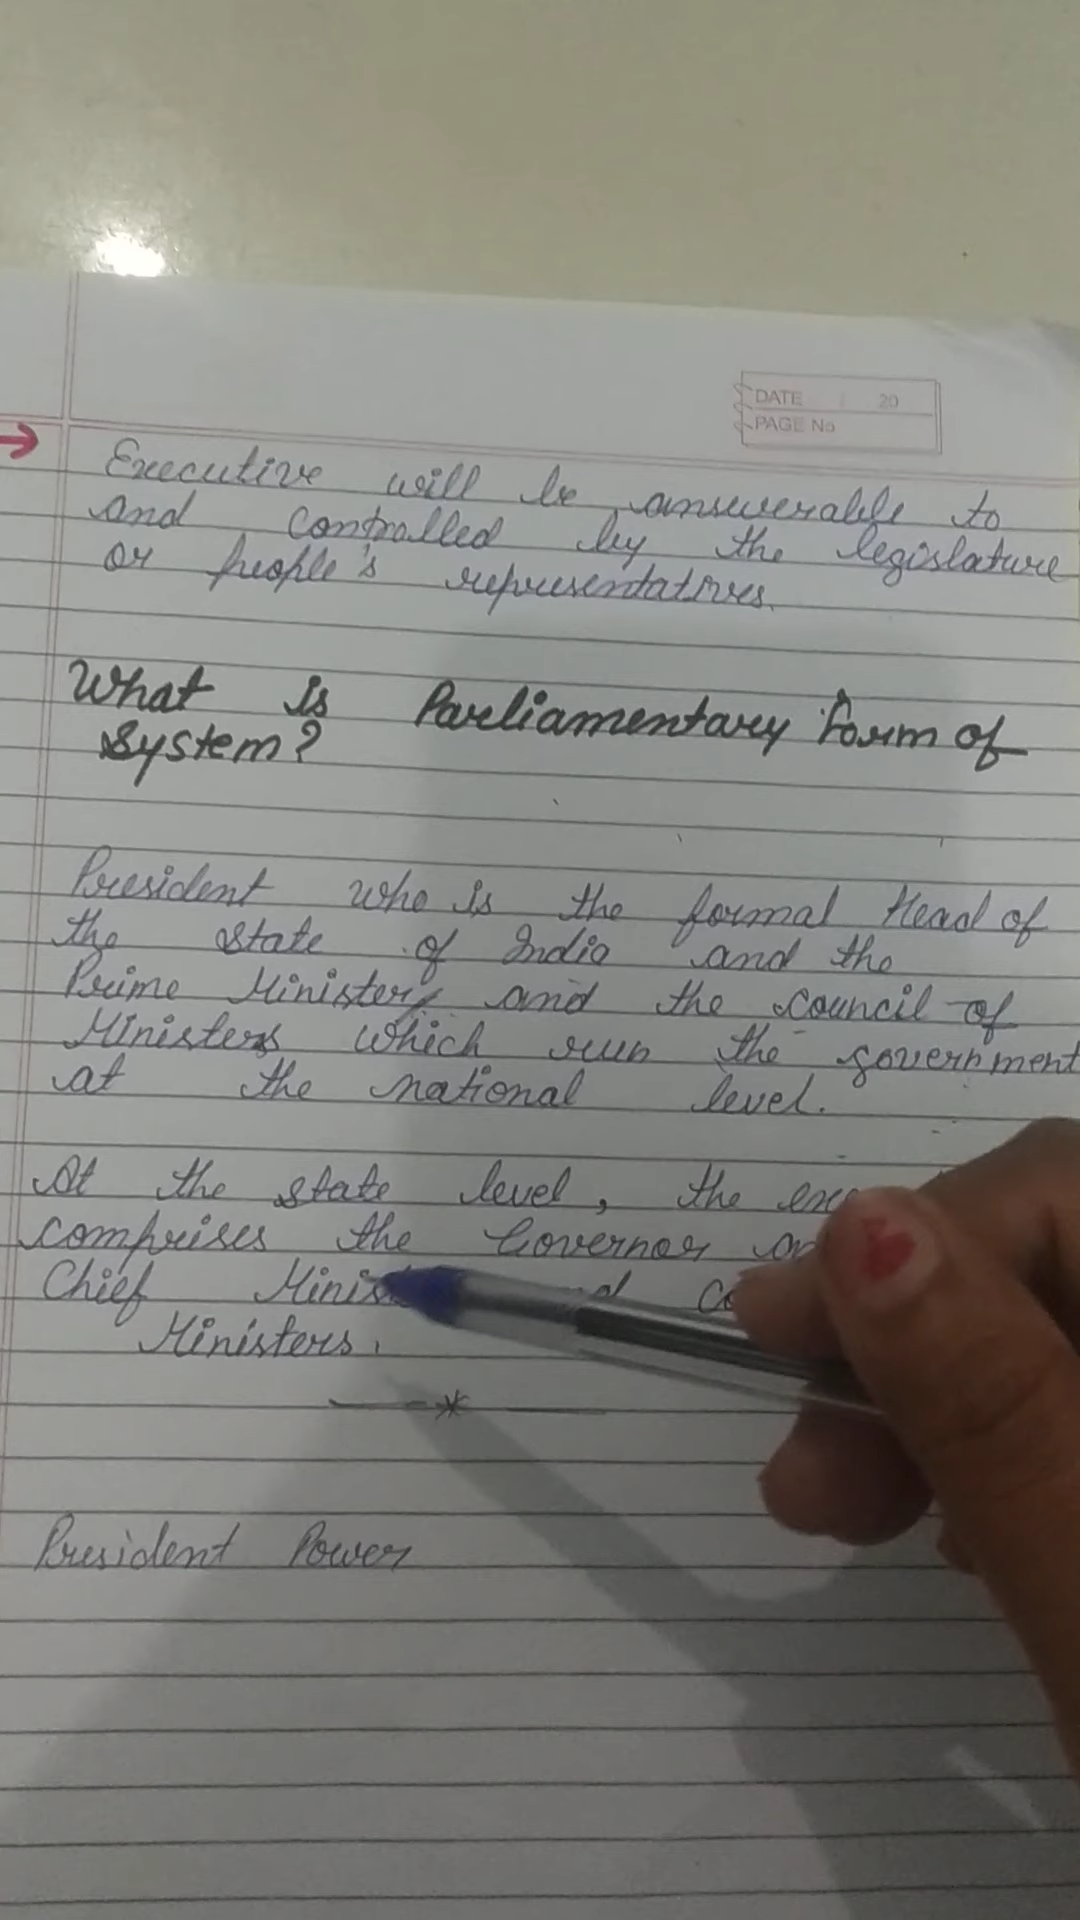 DATE 20
PAGE No
Executive will be answerable to
and controlled by the legislature
or people's representatives.
What is Parliamentary Form of
System?
President who is the formal Head of
the state of India and the
Prime Minister, and the council of
Ministers which run the government
at the national level.
At the state level, the
comprises the Governor
Chief
Ministers.
President Power